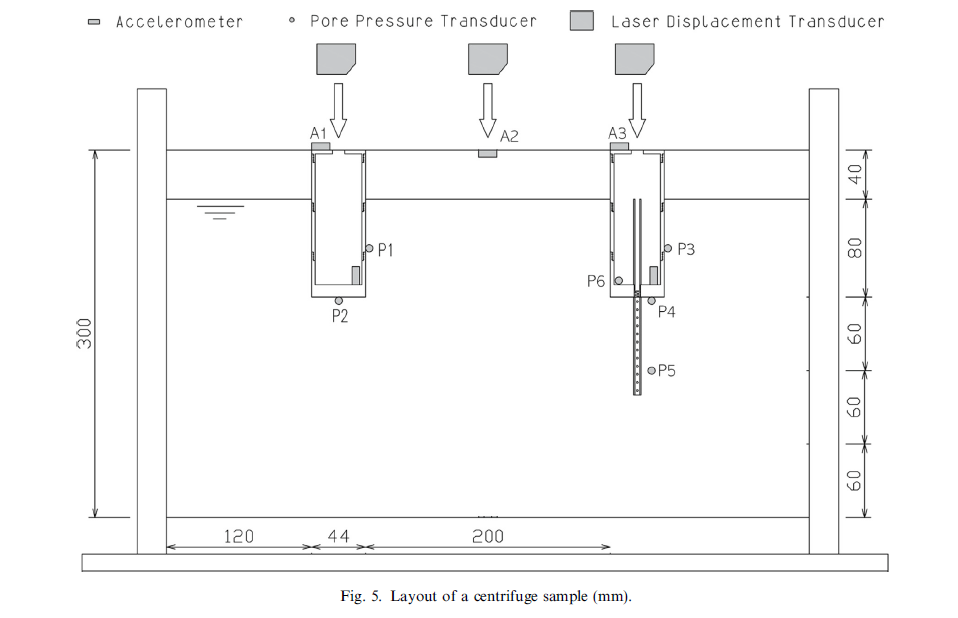 Accelerometer Pore Pressure Transducer Laser Displacement Transducer
A1 A2 A3
40
P1 P3 80
P6
P2 P4
300 60
P5
60
60
120 44 200
Fig. 5. Layout of a centrifuge sample (mm).